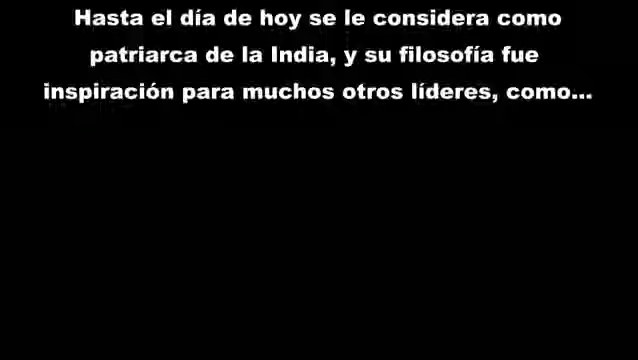 Hasta el día de hoy se le considera como
patriarca de la India, y su filosofía fue
inspiración para muchos otros líderes, como...